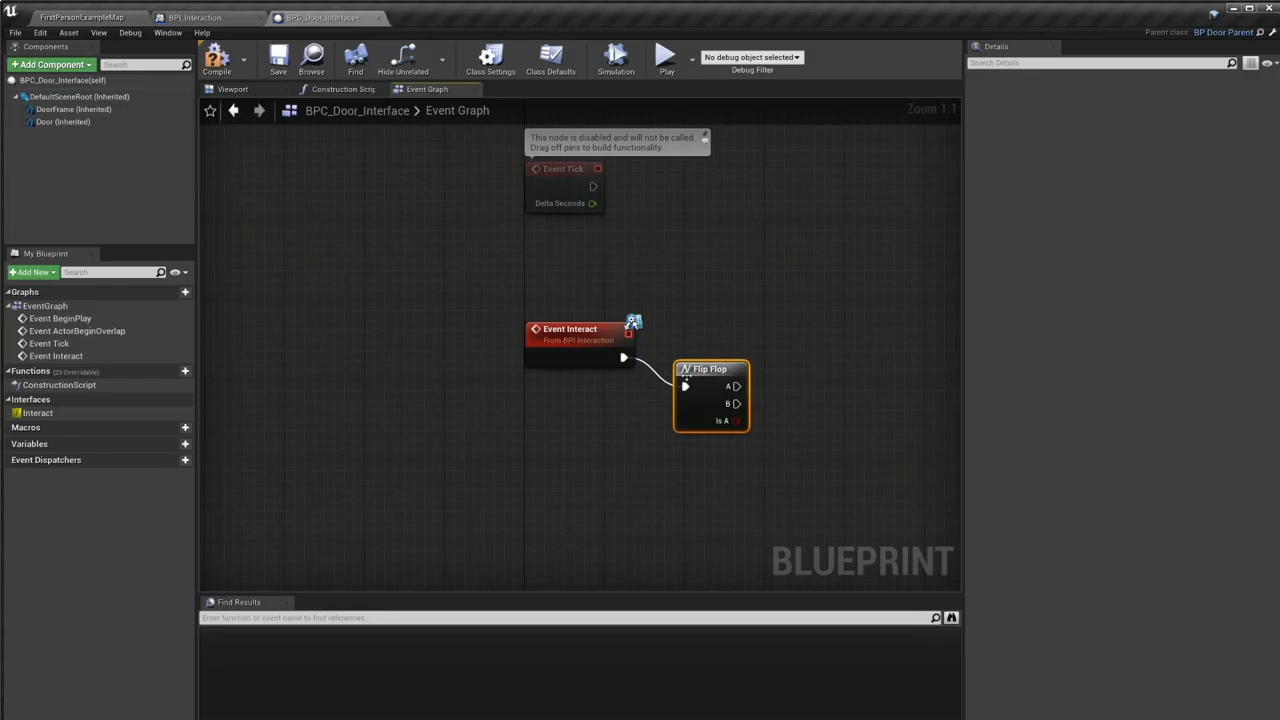 FirstPersonExampleMap
BPI_Interaction
BPC_Door_Interface*
File Edit Asset View Debug Window Help
Parent class: BP Door Parent
Components
+Add Component
Search
BPC_Door_Interface(self)
DefaultSceneRoot (Inherited)
DoorFrame (Inherited)
Door (Inherited)
Compile
Save
Browse
Find
Hide Unrelated
Class Settings
Class Defaults
Simulation
Play
No debug object selected
Debug Filter
Viewport
Construction Scrip
Event Graph
BPC_Door_Interface > Event Graph
Zoom 1:1
This node is disabled and will not be called.
Drag off pins to build functionality.
Event Tick
Delta Seconds
Event Interact
From BPI Interaction
Flip Flop
A
B
Is A
BLUEPRINT
My Blueprint
+Add New
Search
Graphs
EventGraph
Event BeginPlay
Event ActorBeginOverlap
Event Tick
Event Interact
Functions (23 Overridable)
ConstructionScript
Interfaces
Interact
Macros
Variables
Event Dispatchers
Find Results
Enter function or event name to find references...
Details
Search Details